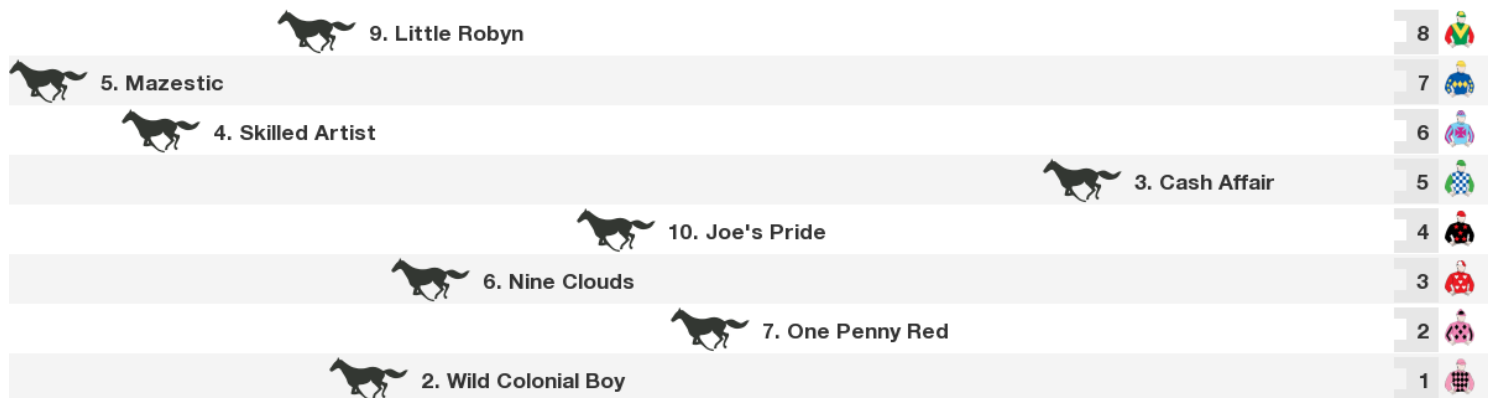 9. Little Robyn 8
5. Mazestic 7
4. Skilled Artist 6
3. Cash Affair 5
10. Joe's Pride 4
6. Nine Clouds 3
7. One Penny Red 2
2. Wild Colonial Boy 1